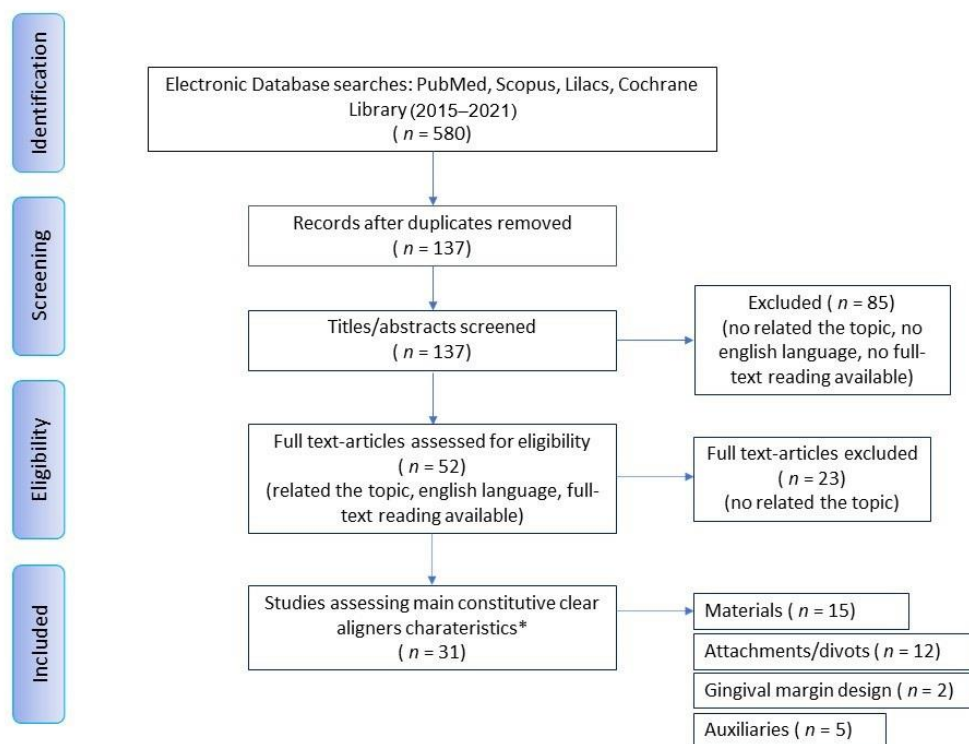 Identification
Electronic Database searches: PubMed, Scopus, Lilacs, Cochrane
Library (2015–2021)
( n = 580)
Screening
Records after duplicates removed
( n = 137)
Titles/abstracts screened
( n = 137)
Excluded ( n = 85)
(no related the topic, no
english language, no full-
text reading available)
Eligibility
Full text-articles assessed for eligibility
( n = 52)
(related the topic, english language, full-
text reading available)
Full text-articles excluded
( n = 23)
(no related the topic)
Included
Studies assessing main constitutive clear
aligners charateristics*
( n = 31)
Materials ( n = 15)
Attachments/divots ( n = 12)
Gingival margin design ( n = 2)
Auxiliaries ( n = 5)